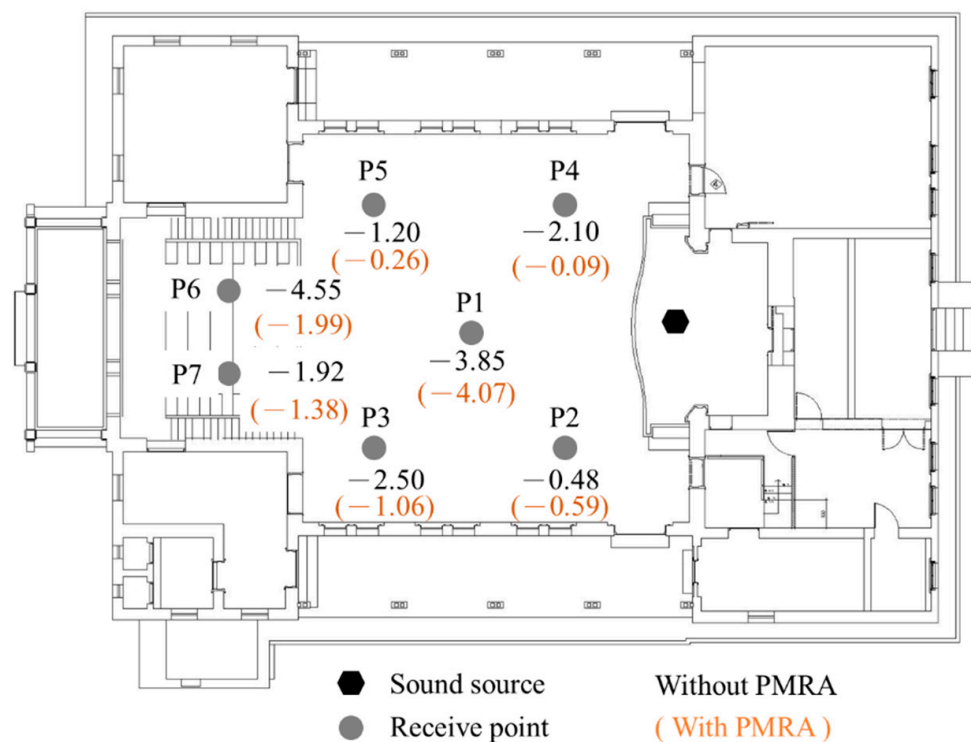 P5
−1.20
(−0.26)
P4
−2.10
(−0.09)
P6
−4.55
(−1.99)
P1
−3.85
(−4.07)
P7
−1.92
(−1.38)
P3
−2.50
(−1.06)
P2
−0.48
(−0.59)
Sound source
Without PMRA
Receive point
( With PMRA )